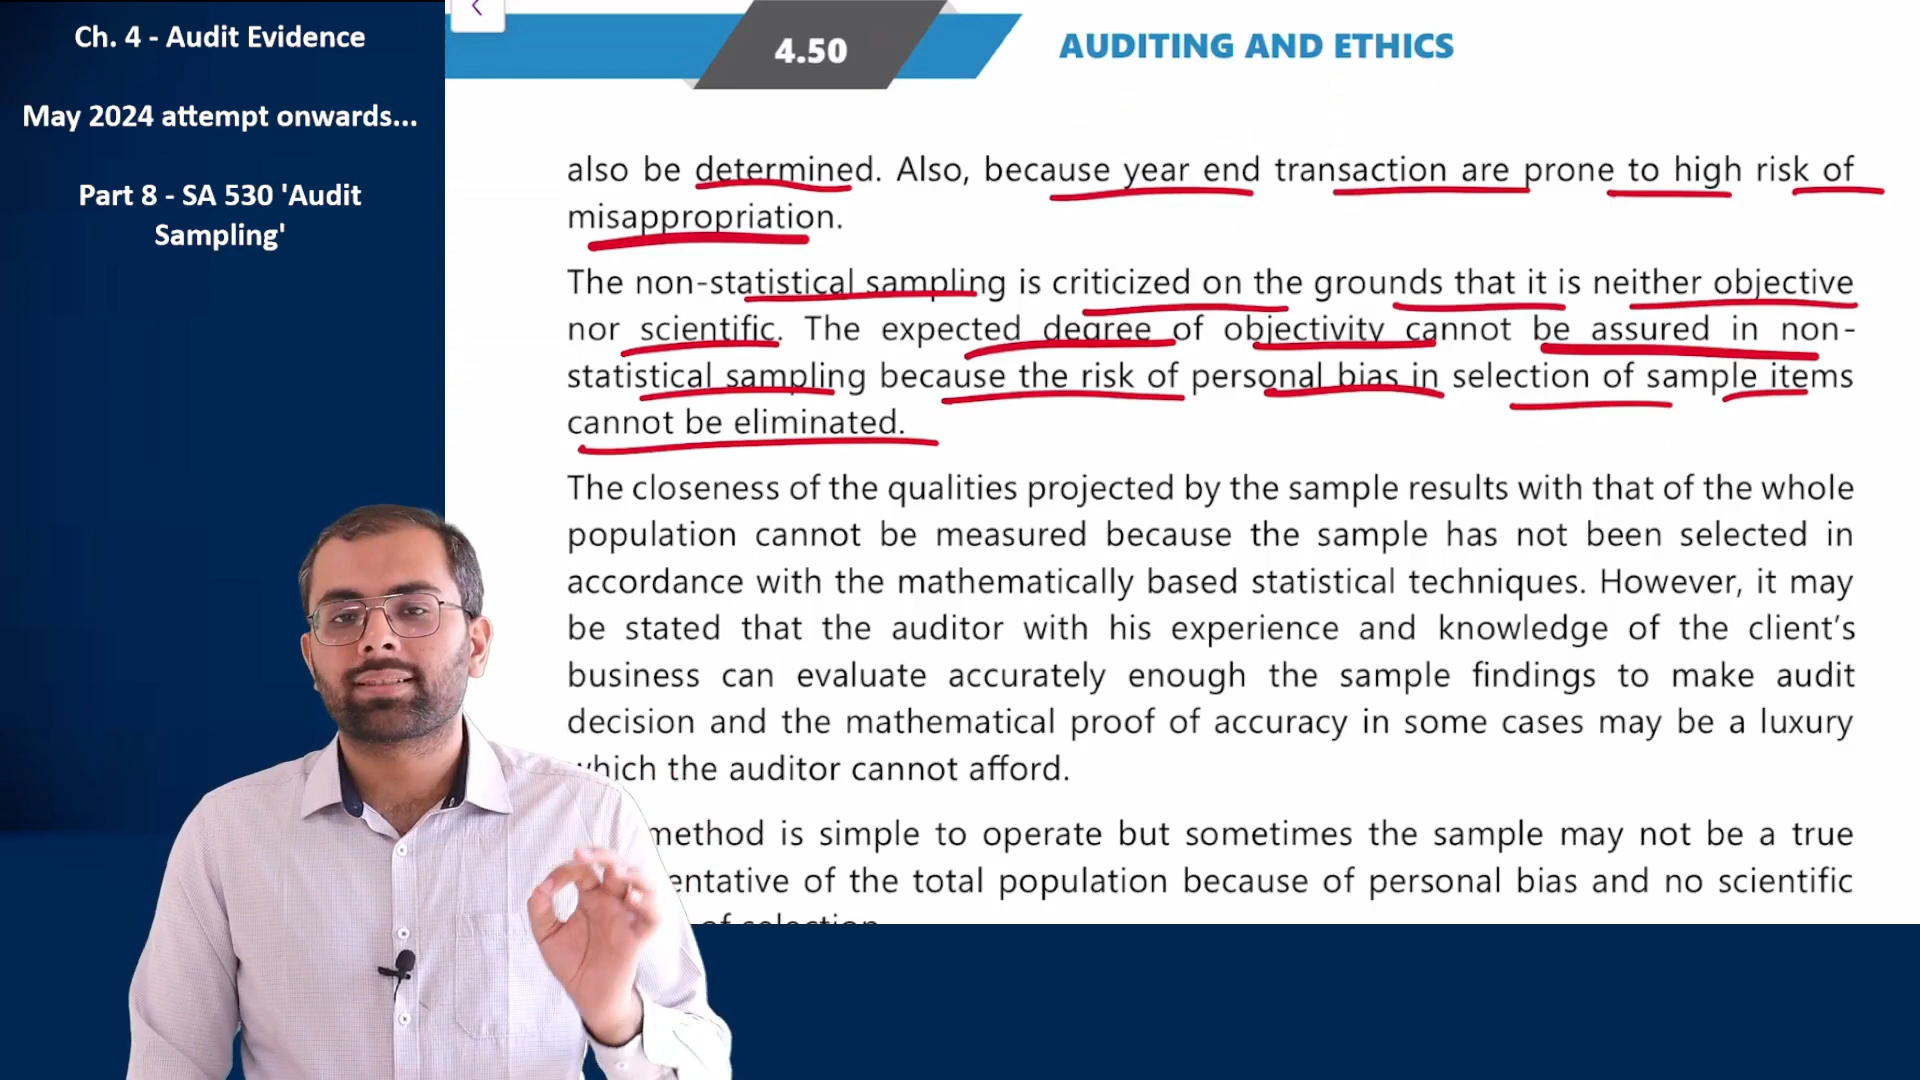 Ch. 4 - Audit Evidence
May 2024 attempt onwards...
Part 8 - SA 530 'Audit
Sampling'
4.50
AUDITING AND ETHICS
also be determined. Also, because year end transaction are prone to high risk of
misappropriation.
The non-statistical sampling is criticized on the grounds that it is neither objective
nor scientific. The expected degree of objectivity cannot be assured in non-
statistical sampling because the risk of personal bias in selection of sample items
cannot be eliminated.
The closeness of the qualities projected by the sample results with that of the whole
population cannot be measured because the sample has not been selected in
accordance with the mathematically based statistical techniques. However, it may
be stated that the auditor with his experience and knowledge of the client's
business can evaluate accurately enough the sample findings to make audit
decision and the mathematical proof of accuracy in some cases may be a luxury
which the auditor cannot afford.
method is simple to operate but sometimes the sample may not be a true
entative of the total population because of personal bias and no scientific
of selection